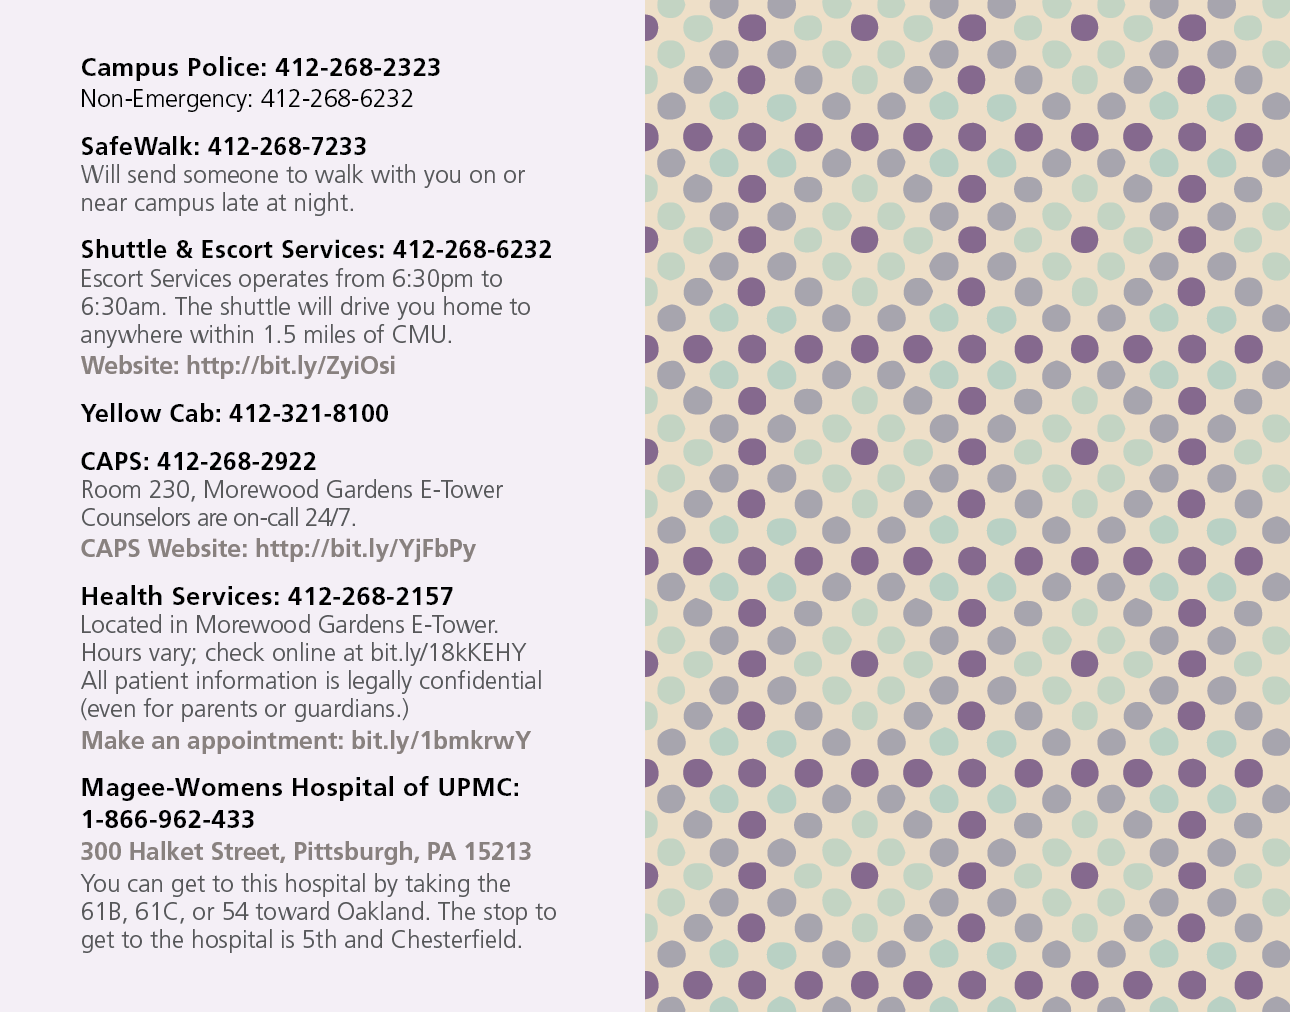 Campus Police: 412-268-2323
Non-Emergency: 412-268-6232
SafeWalk: 412-268-7233
Will send someone to walk with you on or
near campus late at night.
Shuttle & Escort Services: 412-268-6232
Escort Services operates from 6:30pm to
6:30am. The shuttle will drive you home to
anywhere within 1.5 miles of CMU.
Website: http://bit.ly/ZyiOsi
Yellow Cab: 412-321-8100
CAPS: 412-268-2922
Room 230, Morewood Gardens E-Tower
Counselors are on-call 24/7.
CAPS Website: http://bit.ly/YjFbPy
Health Services: 412-268-2157
Located in Morewood Gardens E-Tower.
Hours vary; check online at bit.ly/18kKEHY
All patient information is legally confidential
(even for parents or guardians.)
Make an appointment: bit.ly/1bmkrwY
Magee-Womens Hospital of UPMC:
1-866-962-433
300 Halket Street, Pittsburgh, PA 15213
You can get to this hospital by taking the
61B, 61C, or 54 toward Oakland. The stop to
get to the hospital is 5th and Chesterfield.